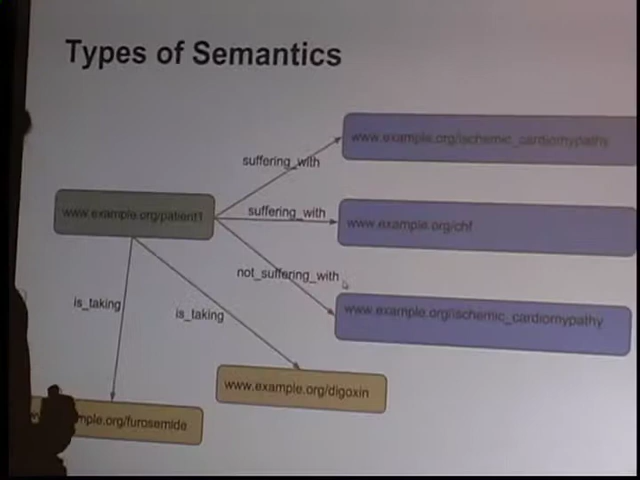 Types of Semantics
www.example.org/ischemic_cardiomypathy
suffering_with
www.example.org/patient1
suffering_with
www.example.org/chf
not_suffering_with
www.example.org/ischemic_cardiomypathy
is_taking
is_taking
www.example.org/digoxin
mple.org/furosemide